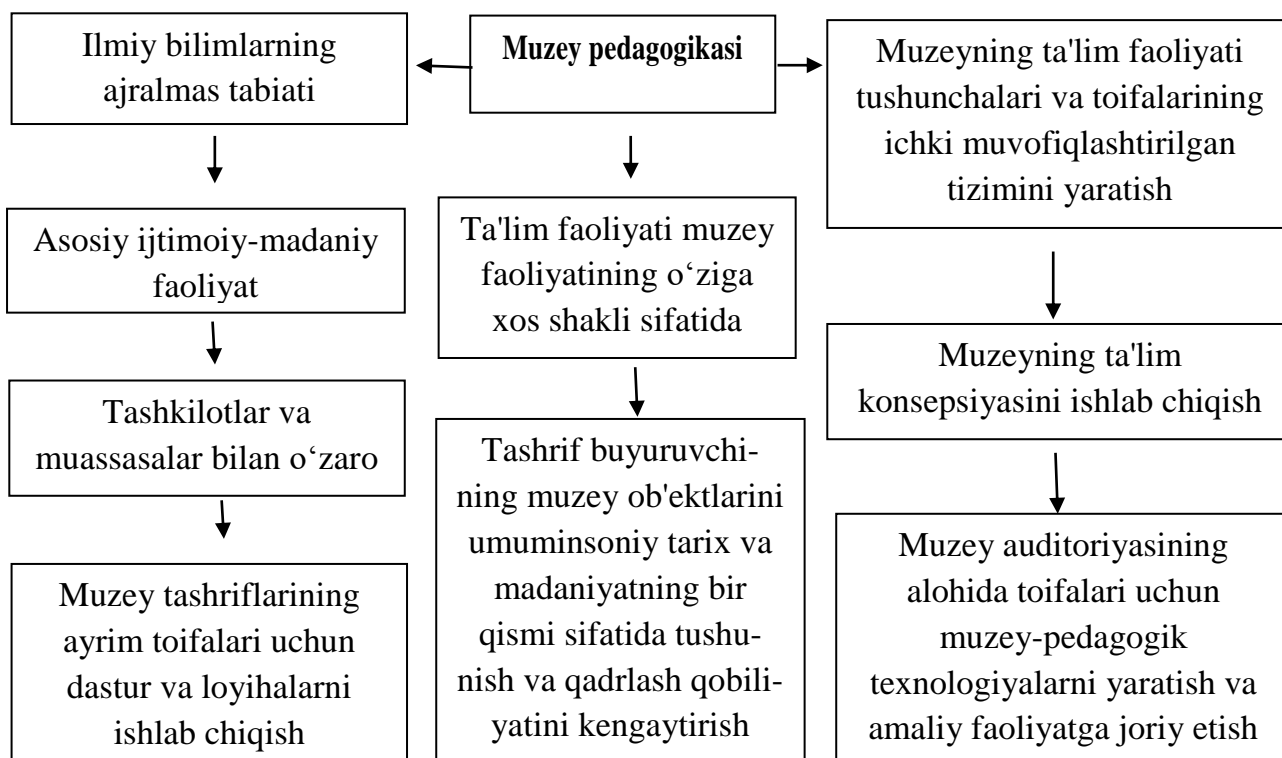 Ilmiy bilimlarning
ajralmas tabiati
Asosiy ijtimoiy-madaniy
faoliyat
Tashkilotlar va
muassasalar bilan o‘zaro
Muzey tashriflarining
ayrim toifalari uchun
dastur va loyihalarni
ishlab chiqish
Muzey pedagogikasi
Ta'lim faoliyati muzey
faoliyatining o‘ziga
xos shakli sifatida
Tashrif buyuruvchi-
ning muzey ob'ektlarini
umuminsoniy tarix va
madaniyatning bir
qismi sifatida tushu-
nish va qadrlash qobili-
yatini kengaytirish
Muzeyning ta'lim faoliyati
tushunchalari va toifalarining
ichki muvofiqlashtirilgan
tizimini yaratish
Muzeyning ta'lim
konsepsiyasini ishlab chiqish
Muzey auditoriyasining
alohida toifalari uchun
muzey-pedagogik
texnologiyalarni yaratish va
amaliy faoliyatga joriy etish